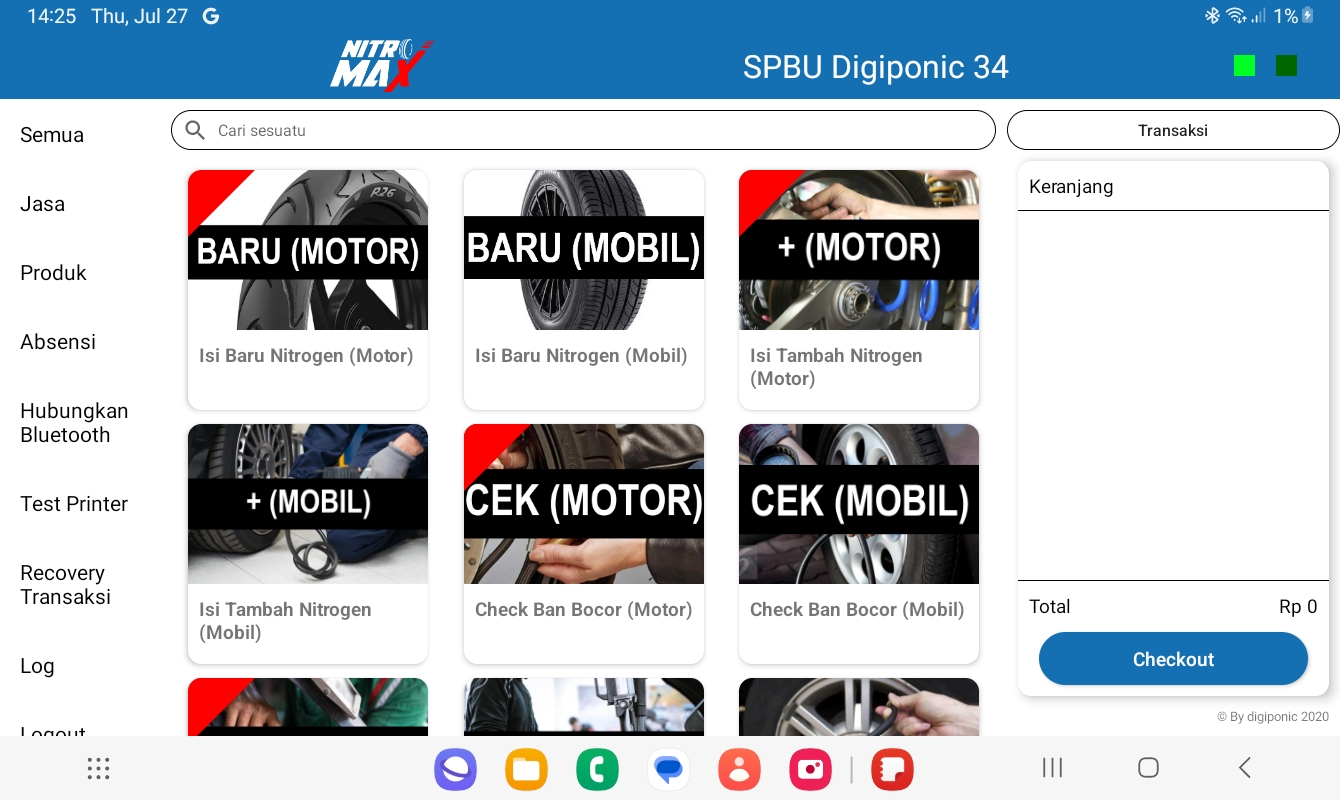 14:25 Thu, Jul 27 G
1%
NITRO
MAX
SPBU Digiponic 34
Semua
Jasa
Produk
Absensi
Hubungkan
Bluetooth
Test Printer
Recovery
Transaksi
Log
Logout
Cari sesuatu
R26
BARU (MOTOR)
Isi Baru Nitrogen (Motor)
BARU (MOBIL)
Isi Baru Nitrogen (Mobil)
+ (MOTOR)
Isi Tambah Nitrogen
(Motor)
+ (MOBIL)
Isi Tambah Nitrogen
(Mobil)
CEK (MOTOR)
Check Ban Bocor (Motor)
CEK (MOBIL)
Check Ban Bocor (Mobil)
Transaksi
Keranjang
Total Rp 0
Checkout
© By digiponic 2020